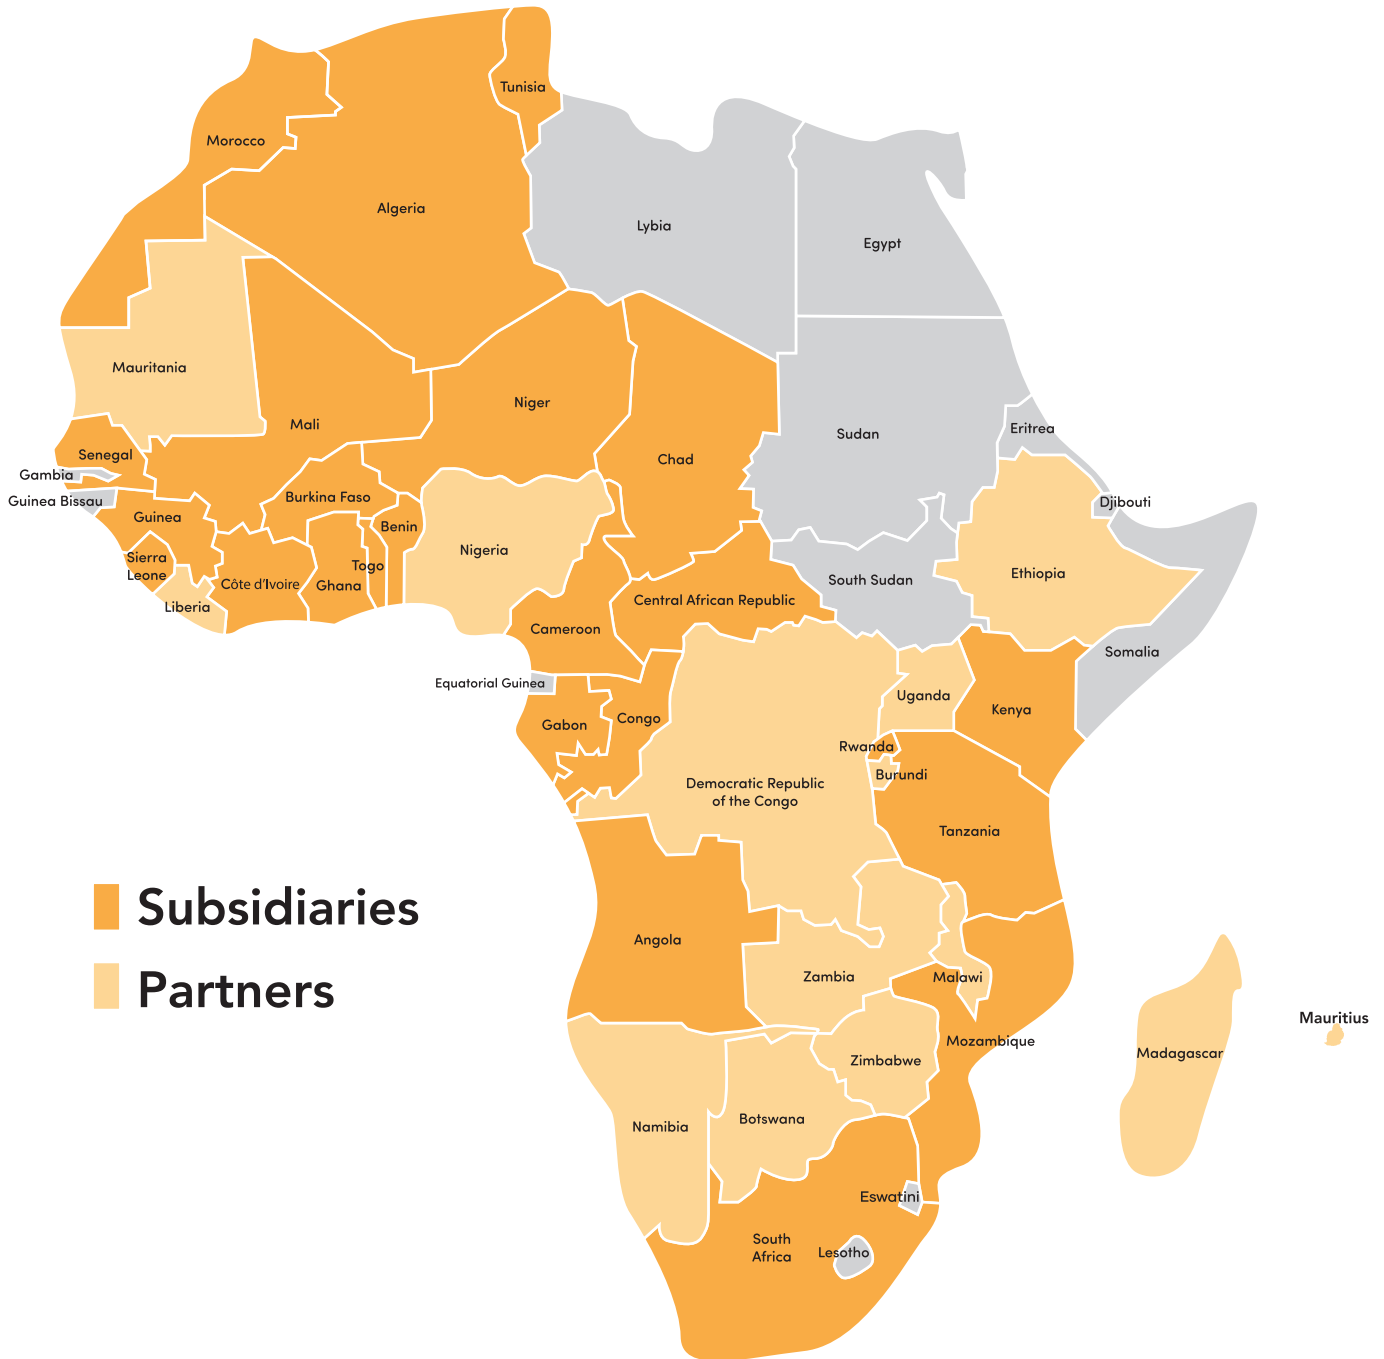 Tunisia
Morocco
Algeria
Lybia
Egypt
Mauritania
Mali
Niger
Chad
Sudan
Eritrea
Senegal
Gambia
Guinea Bissau
Guinea
Burkina Faso
Benin
Djibouti
Sierra
Leone
Liberia
Côte d'Ivoire
Ghana
Togo
Nigeria
Cameroon
Central African Republic
South Sudan
Ethiopia
Somalia
Equatorial Guinea
Gabon
Congo
Uganda
Kenya
Rwanda
Burundi
Democratic Republic
of the Congo
Tanzania
Subsidiaries
Partners
Angola
Zambia
Malawi
Mozambique
Zimbabwe
Madagascar
Mauritius
Namibia
Botswana
Eswatini
South
Africa
Lesotho